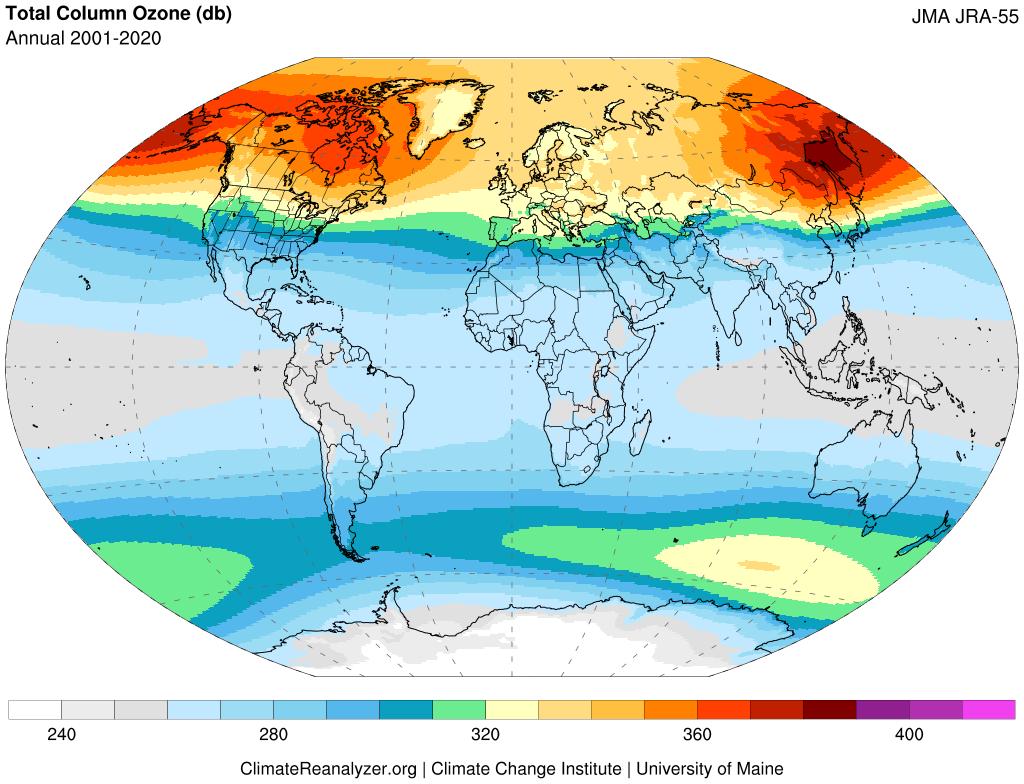 Total Column Ozone (db)
JMA JRA-55
Annual 2001-2020
240 280 320 360 400
ClimateReanalyzer.org | Climate Change Institute | University of Maine